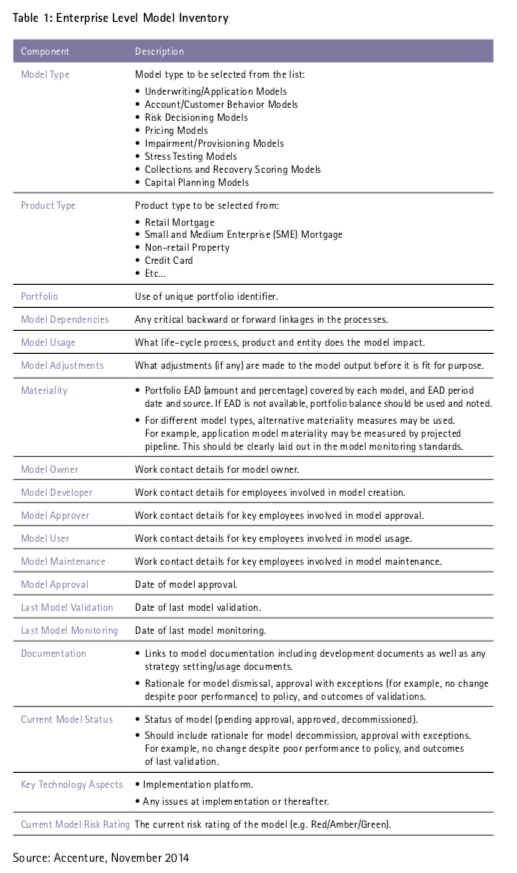 Table 1: Enterprise Level Model Inventory
Component Description
Model Type Model type to be selected from the list:
• Underwriting/Application Models
• Account/Customer Behavior Models
• Risk Decisioning Models
• Pricing Models
• Impairment/Provisioning Models
• Stress Testing Models
• Collections and Recovery Scoring Models
• Capital Planning Models
Product Type Product type to be selected from:
• Retail Mortgage
• Small and Medium Enterprise (SME) Mortgage
• Non-retail Property
• Credit Card
• Etc...
Portfolio Use of unique portfolio identifier.
Model Dependencies Any critical backward or forward linkages in the processes.
Model Usage What life-cycle process, product and entity does the model impact.
Model Adjustments What adjustments (if any) are made to the model output before it is fit for purpose.
Materiality • Portfolio EAD (amount and percentage) covered by each model, and EAD period
date and source. If EAD is not available, portfolio balance should be used and noted.
• For different model types, alternative materiality measures may be used.
For example, application model materiality may be measured by projected
pipeline. This should be clearly laid out in the model monitoring standards.
Model Owner Work contact details for model owner.
Model Developer Work contact details for employees involved in model creation.
Model Approver Work contact details for key employees involved in model approval.
Model User Work contact details for key employees involved in model usage.
Model Maintenance Work contact details for key employees involved in model maintenance.
Model Approval Date of model approval.
Last Model Validation Date of last model validation.
Last Model Monitoring Date of last model monitoring.
Documentation • Links to model documentation including development documents as well as any
strategy setting/usage documents.
• Rationale for model dismissal, approval with exceptions (for example, no change
despite poor performance) to policy, and outcomes of validations.
Current Model Status • Status of model (pending approval, approved, decommissioned).
• Should include rationale for model decommission, approval with exceptions.
For example, no change despite poor performance to policy, and outcomes
of last validation.
Key Technology Aspects • Implementation platform.
• Any issues at implementation or thereafter.
Current Model Risk Rating The current risk rating of the model (e.g. Red/Amber/Green).
Source: Accenture, November 2014